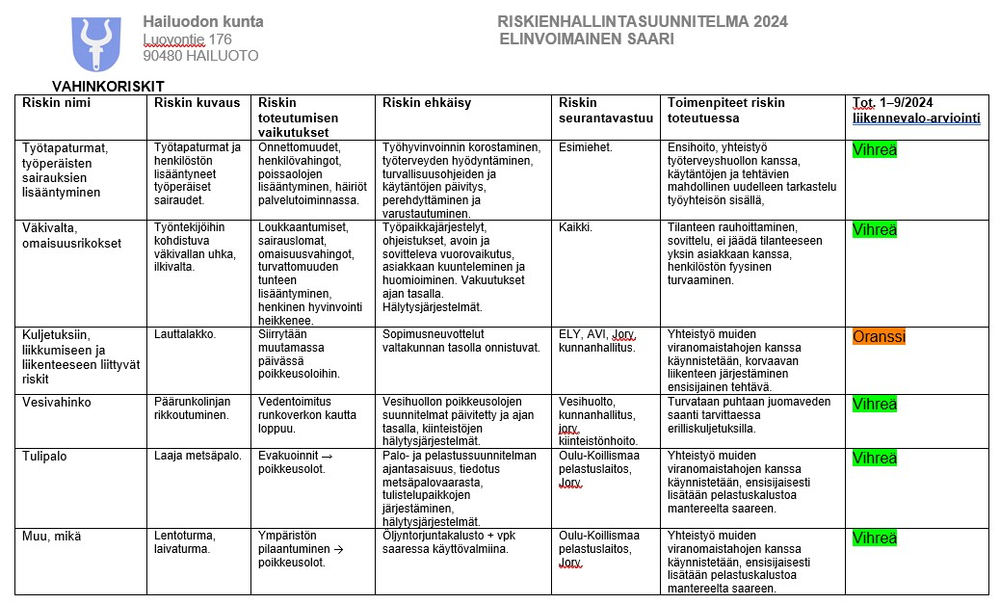 Hailuodon kunta
Luovontie 176
90480 HAILUOTO
RISKIENHALLINTASUUNNITELMA 2024
ELINVOIMAINEN SAARI
VAHINKORISKIT
Riskin nimi
Riskin kuvaus
Riskin
toteutumisen
vaikutukset
Riskin ehkäisy
Riskin
seurantavastuu
Toimenpiteet riskin
toteutuessa
Tot. 1–9/2024
liikennevalo-arviointi
Työtapaturmat,
työperäisten
sairauksien
lisääntyminen
Työtapaturmat ja
henkilöstön
lisääntyneet
työperäiset
sairaudet.
Onnettomuudet,
henkilövahingot,
poissaolojen
lisääntyminen, häiriöt
palvelutoiminnassa.
Työhyvinvoinnin korostaminen,
työterveyden hyödyntäminen,
turvallisuusohjeiden ja
käytäntöjen päivitys,
perehdyttäminen ja
varustautuminen.
Esimiehet.
Ensihoito, yhteistyö
työterveyshuollon kanssa,
käytäntöjen ja tehtävien
mahdollinen uudelleen tarkastelu
työyhteisön sisällä,
Vihreä
Väkivalta,
omaisuusrikokset
Työntekijöihin
kohdistuva
väkivallan uhka,
ilkivalta.
Loukkaantumiset,
sairauslomat,
omaisuusvahingot,
turvattomuuden
tunteen
lisääntyminen,
henkinen hyvinvointi
heikkenee.
Työpaikkajärjestelyt,
ohjeistukset, avoin ja
sovitteleva vuorovaikutus,
asiakkaan kuunteleminen ja
huomioiminen. Vakuutukset
ajan tasalla.
Hälytysjärjestelmät.
Kaikki.
Tilanteen rauhoittaminen,
sovittelu, ei jäädä tilanteeseen
yksin asiakkaan kanssa,
henkilöstön fyysinen
turvaaminen.
Vihreä
Kuljetuksiin,
liikkumiseen ja
liikenteeseen liittyvät
riskit
Lauttalakko.
Siirrytään
muutamassa
päivässä
poikkeusoloihin.
Sopimusneuvottelut
valtakunnan tasolla onnistuvat.
ELY, AVI, Jory,
kunnanhallitus.
Yhteistyö muiden
viranomaistahojen kanssa
käynnistetään, korvaavan
liikenteen järjestäminen
ensisijainen tehtävä.
Oranssi
Vesivahinko
Päärunkolinjan
rikkoutuminen.
Vedentoimitus
runkoverkon kautta
loppuu.
Vesihuollon poikkeusolojen
suunnitelmat päivitetty ja ajan
tasalla, kiinteistöjen
hälytysjärjestelmät.
Vesihuolto,
kunnanhallitus,
jory,
kiinteistönhoito.
Turvataan puhtaan juomaveden
saanti tarvittaessa
erilliskuljetuksilla.
Vihreä
Tulipalo
Laaja metsäpalo.
Evakuoinnit →
poikkeusolot.
Palo- ja pelastussuunnitelman
ajantasaisuus, tiedotus
metsäpalovaarasta,
tulistelupaikkojen
järjestäminen,
hälytysjärjestelmät.
Oulu-Koillismaa
pelastuslaitos,
Jory.
Yhteistyö muiden
viranomaistahojen kanssa
käynnistetään, ensisijaisesti
lisätään pelastuskalustoa
mantereelta saareen.
Vihreä
Muu, mikä
Lentoturma,
laivaturma.
Ympäristön
pilaantuminen →
poikkeusolot.
Öljyntorjuntakalusto + vpk
saaressa käyttövalmiina.
Oulu-Koillismaa
pelastuslaitos,
Jory.
Yhteistyö muiden
viranomaistahojen kanssa
käynnistetään, ensisijaisesti
lisätään pelastuskalustoa
mantereelta saareen.
Vihreä